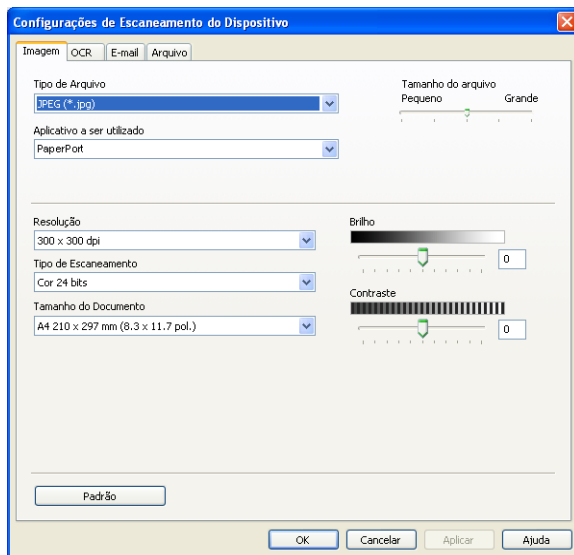 Configurações de Escaneamento do Dispositivo
Imagem OCR E-mail Arquivo
Tipo de Arquivo
JPEG (*.jpg)
Tamanho do arquivo
Pequeno Grande
Aplicativo a ser utilizado
PaperPort
Resolução
300 x 300 dpi
Tipo de Escaneamento
Cor 24 bits
Tamanho do Documento
A4 210 x 297 mm (8.3 x 11.7 pol.)
Brilho
0
Contraste
0
Padrão
OK Cancelar Aplicar Ajuda